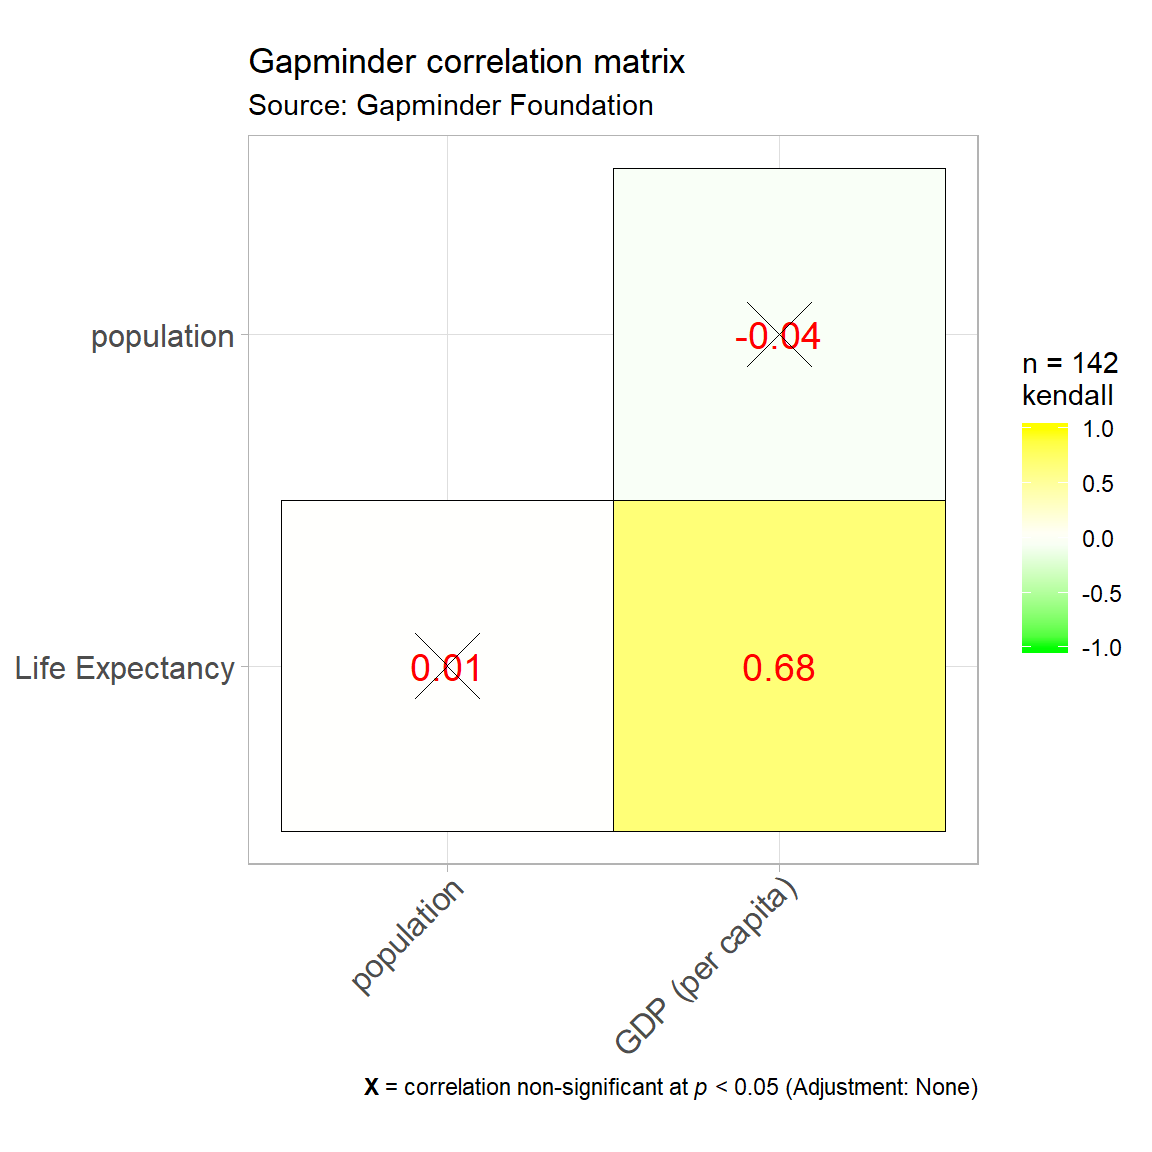 Gapminder correlation matrix
Source: Gapminder Foundation
population
-0.04
Life Expectancy
0.01
0.68
population
GDP (per capita)
n = 142
kendall
1.0
0.5
0.0
-0.5
-1.0
X = correlation non-significant at p < 0.05 (Adjustment: None)